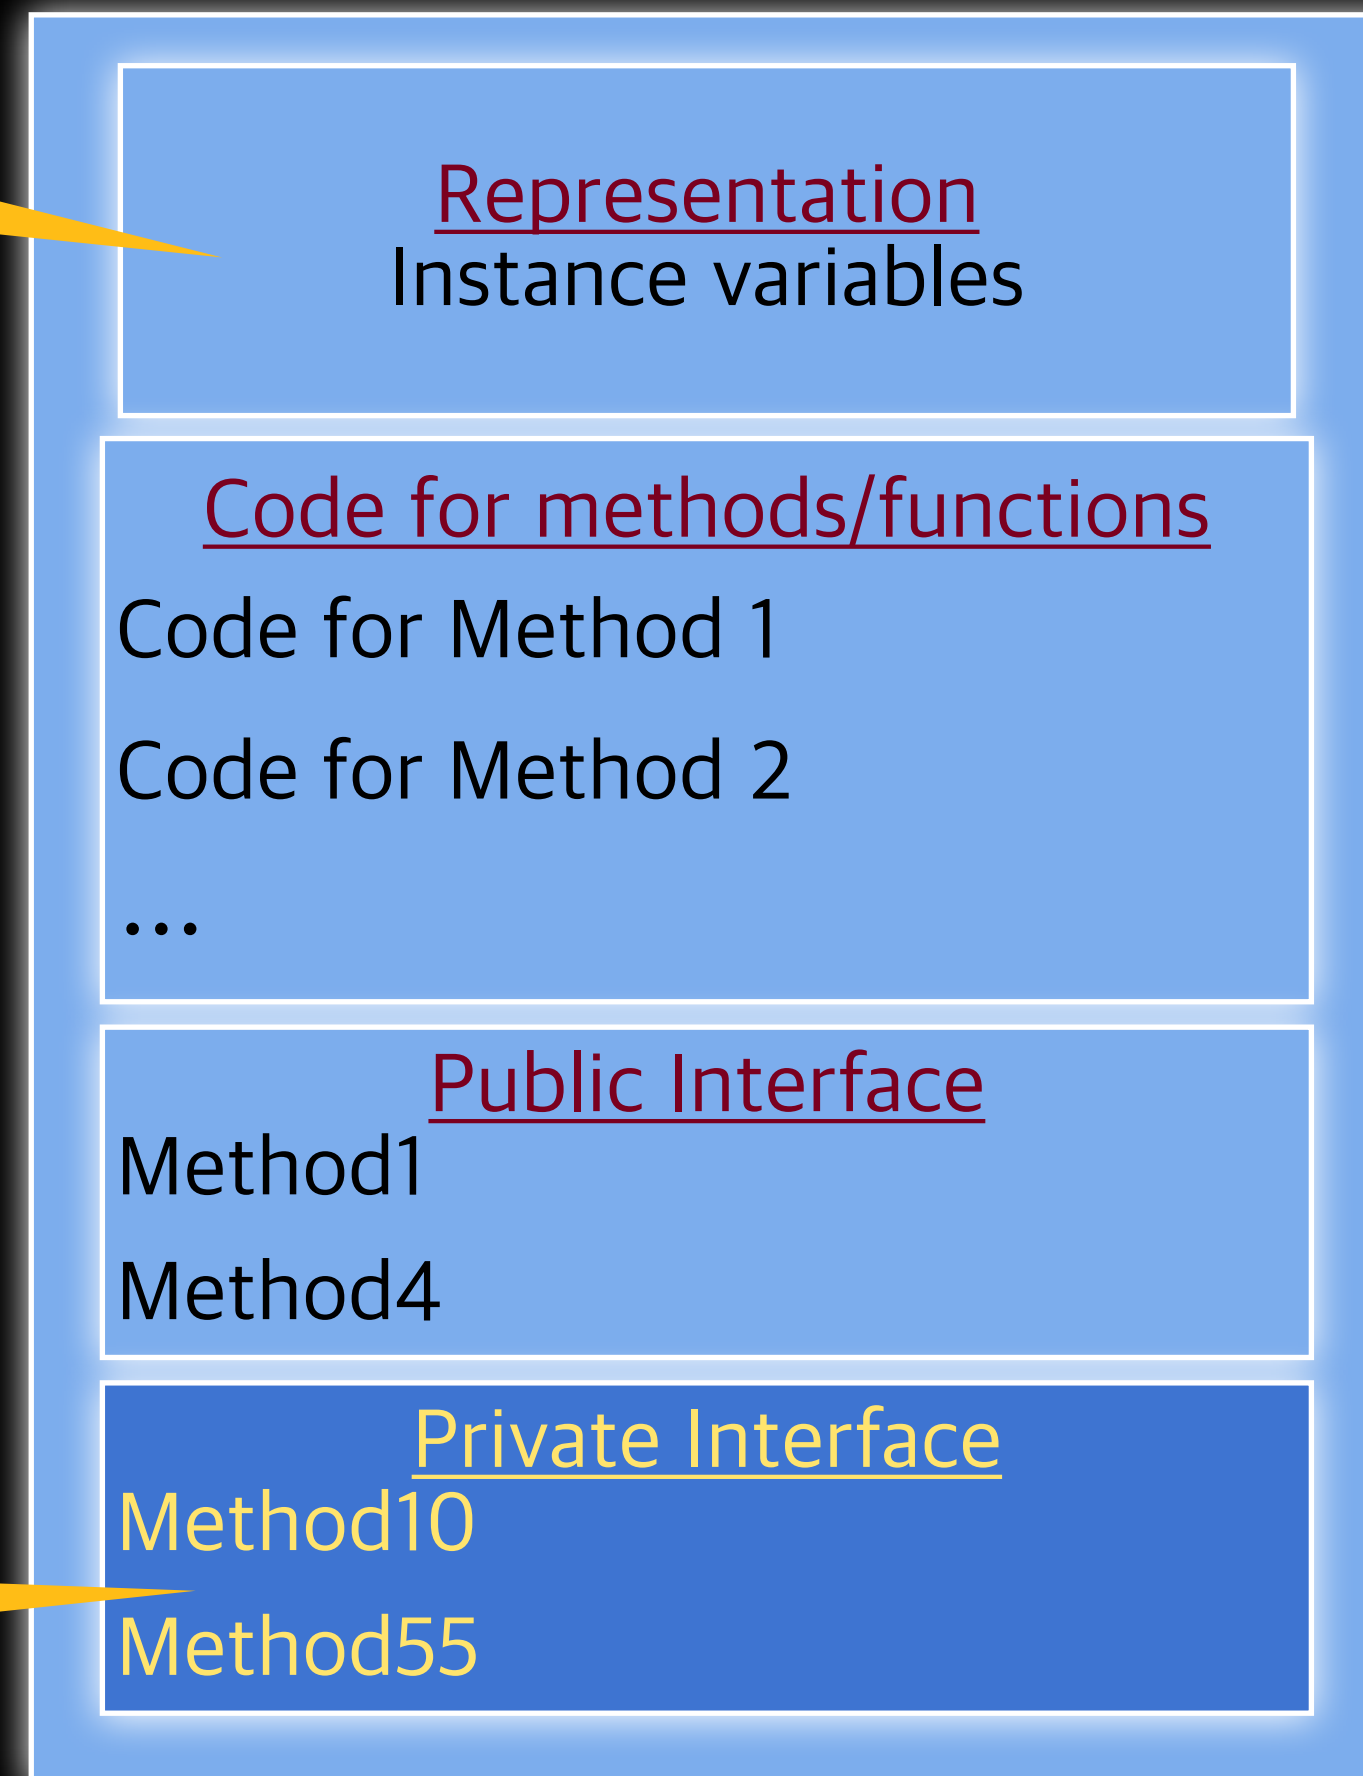 Representation
Instance variables
Code for methods/functions
Code for Method 1
Code for Method 2
...
Public Interface
Method1
Method4
Private Interface
Method10
Method55